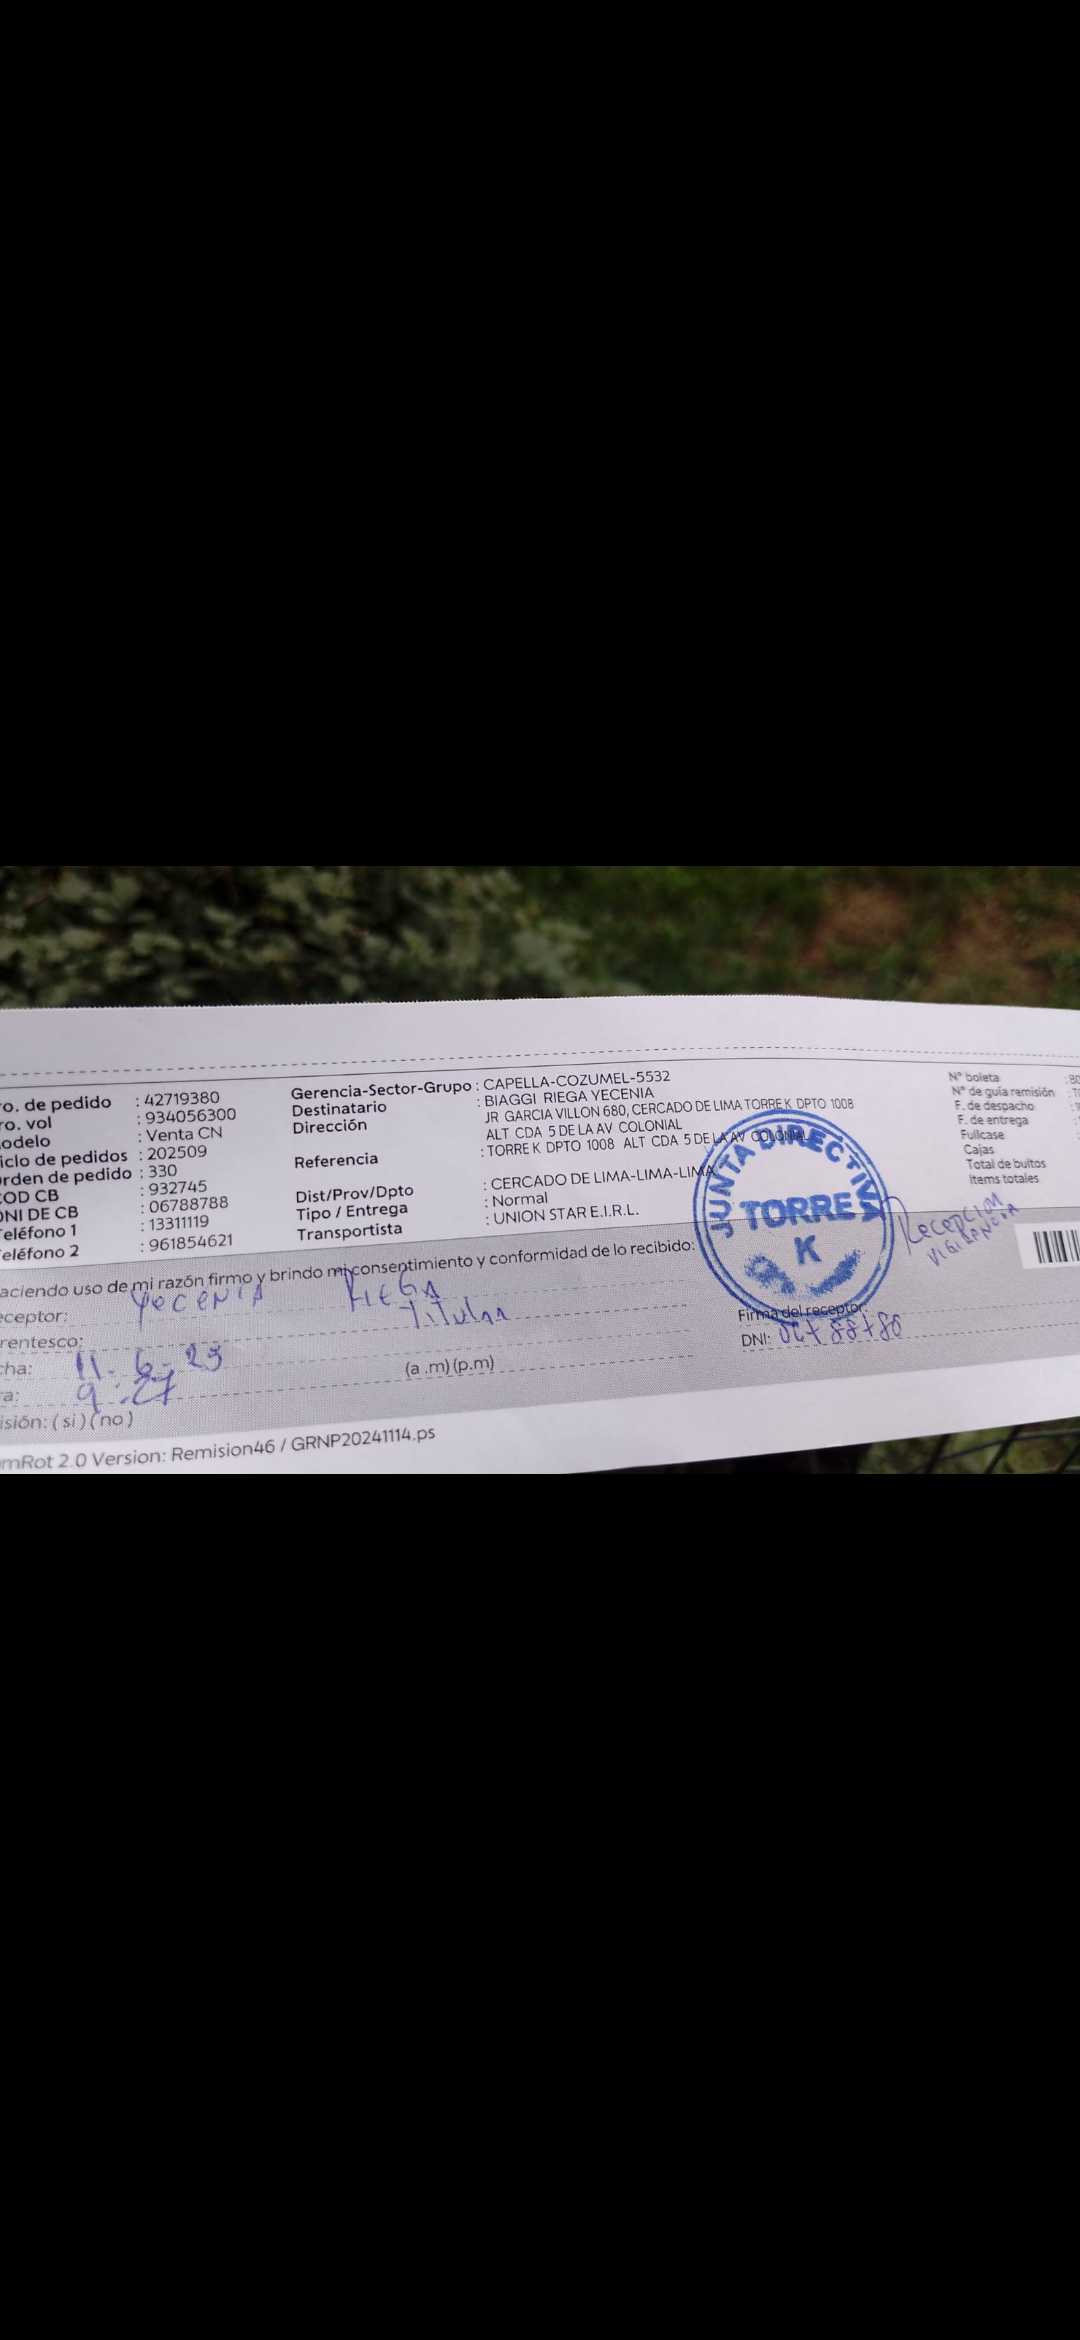 ro. de pedido : 42719380
ro. vol : 934056300
odelo : Venta CN
iclo de pedidos : 202509
rden de pedido : 330
COD CB : 932745
DNI DE CB : 06788788
eléfono 1 : 13311119
eléfono 2 : 961854621
Gerencia-Sector-Grupo : CAPELLA-COZUMEL-5532
Destinatario : BIAGGI RIEGA YECENIA
Dirección JR GARCIA VILLON 680, CERCADO DE LIMA TORRE K DPTO 1008
ALT CDA 5 DE LA AV COLONIAL
Referencia : TORRE K DPTO 1008 ALT CDA 5 DE LA AV COLONIAL
Dist/Prov/Dpto : CERCADO DE LIMA-LIMA-LIMA
Tipo / Entrega : Normal
Transportista : UNION STAR E.I.R.L.
N° boleta
N° de guía remisión
F. de despacho
F. de entrega
Fullcase
Cajas
Total de bultos
Items totales
JUNTA DIRECTIVA
TORRE
K
Recepcion
VIGILANCIA
aciendo uso de mi razón firmo y brindo mi consentimiento y conformidad de lo recibido:
eceptor: YeCeNIA RIEGA
rentesco: Titular
cha: 11-6-25
a: 9:27 (a .m) (p.m)
isión: ( si ) ( no )
Firma del receptor:
DNI:
mRot 2.0 Version: Remision46 / GRNP20241114.ps